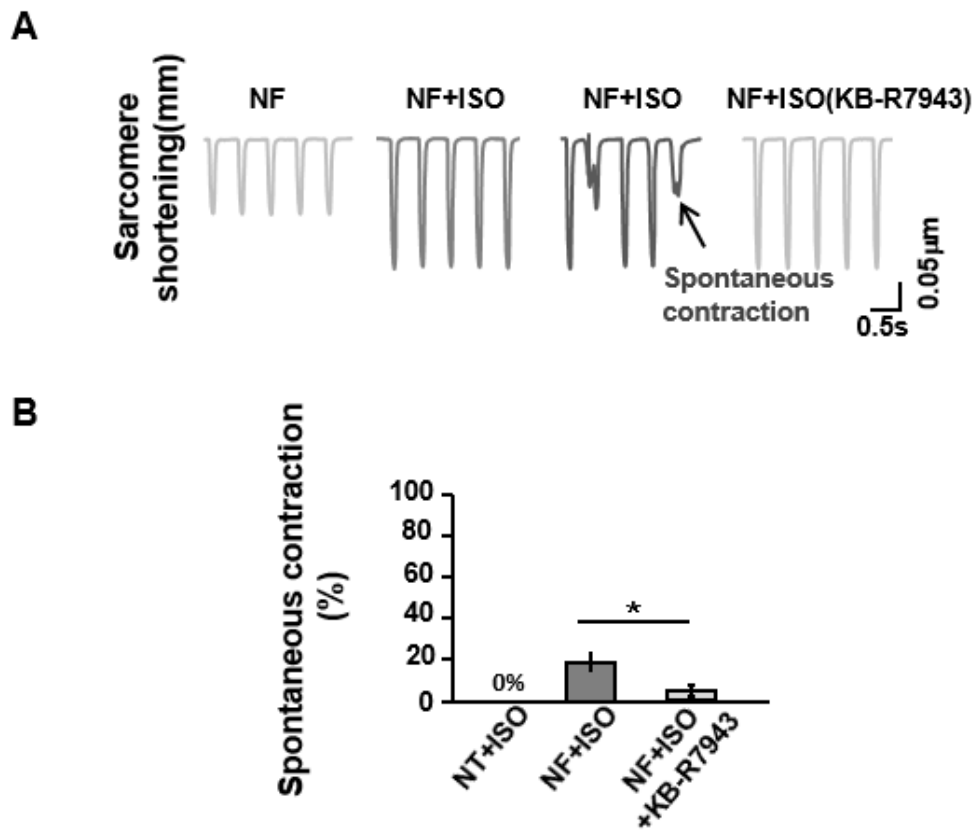 A
Sarcomere
shortening(mm)
NF
NF+ISO
NF+ISO
NF+ISO(KB-R7943)
Spontaneous
contraction
0.05µm
0.5s
B
Spontaneous contraction
(%)
100
80
60
40
20
0
0%
*
NT+ISO
NF+ISO
NF+ISO
+KB-R7943